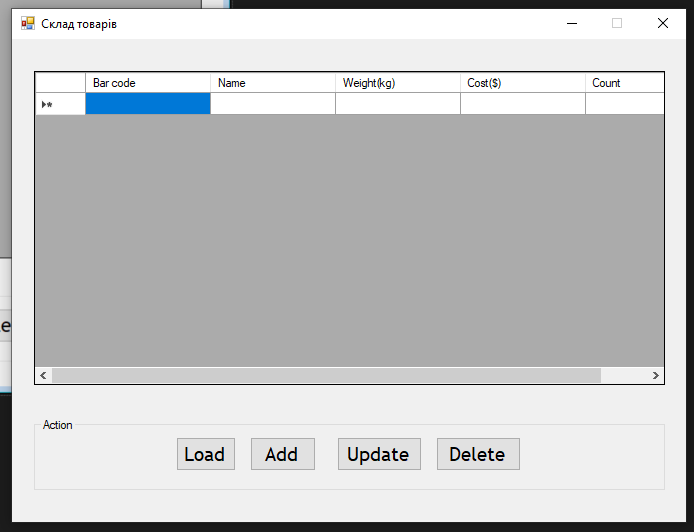 Склад товарів
Bar code Name Weight(kg) Cost($) Count
Action
Load Add Update Delete